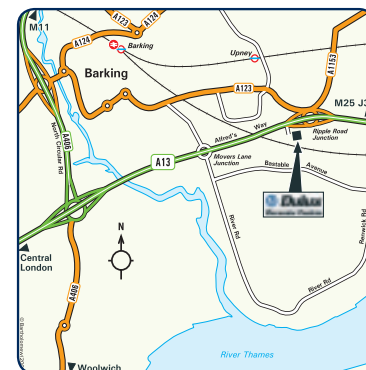 M11
A123
A124
A124
Barking
Upney
A1153
Barking
A123
M25 J3
Alfred's Way
Ripple Road
Junction
North Circular Rd
A406
A13
Movers Lane
Junction
Bastable Avenue
Dulux
River Rd
Renwick Rd
N
Central
London
A406
River Rd
River Thames
Woolwich